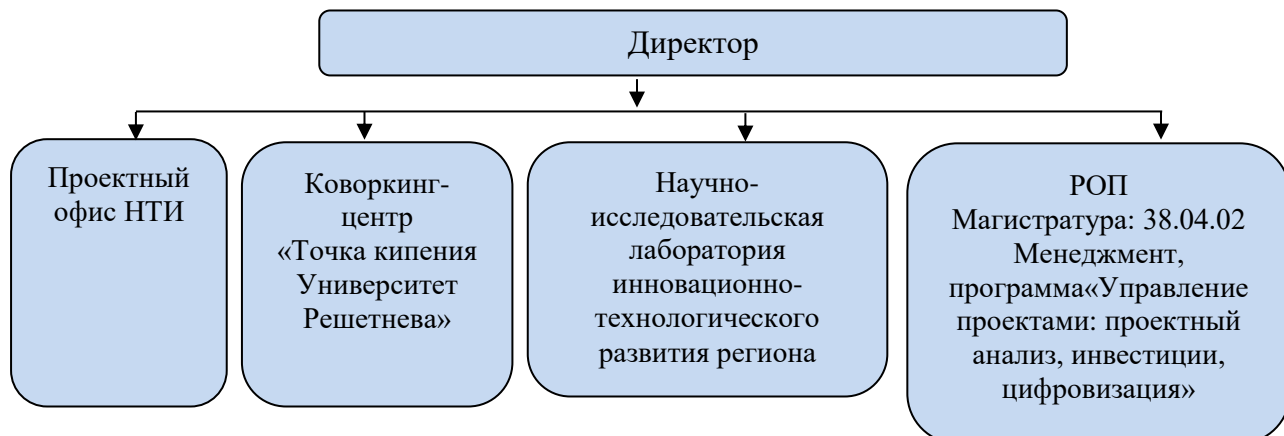 Директор
Проектный
офис НТИ
Коворкинг-
центр
«Точка кипения
Университет
Решетнева»
Научно-
исследовательская
лаборатория
инновационно-
технологического
развития региона
РОП
Магистратура: 38.04.02
Менеджмент,
программа«Управление
проектами: проектный
анализ, инвестиции,
цифровизация»